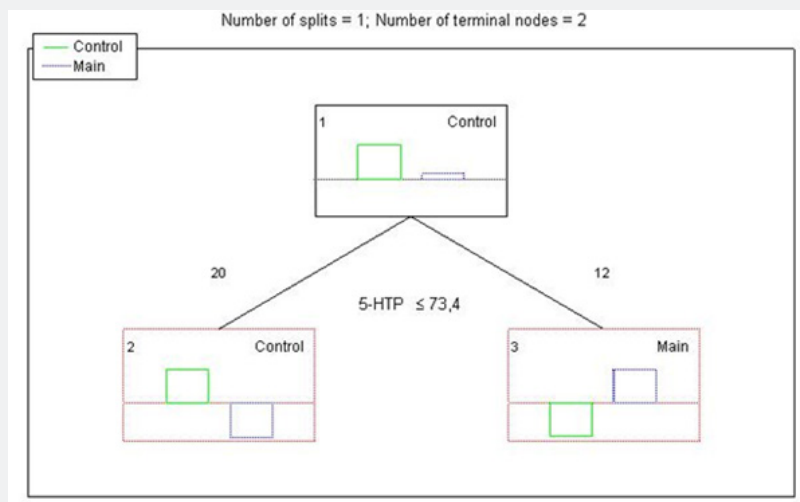 Number of splits = 1; Number of terminal nodes = 2
Control
Main
1 Control
20
12
5-HTP ≤ 73,4
2 Control
3 Main